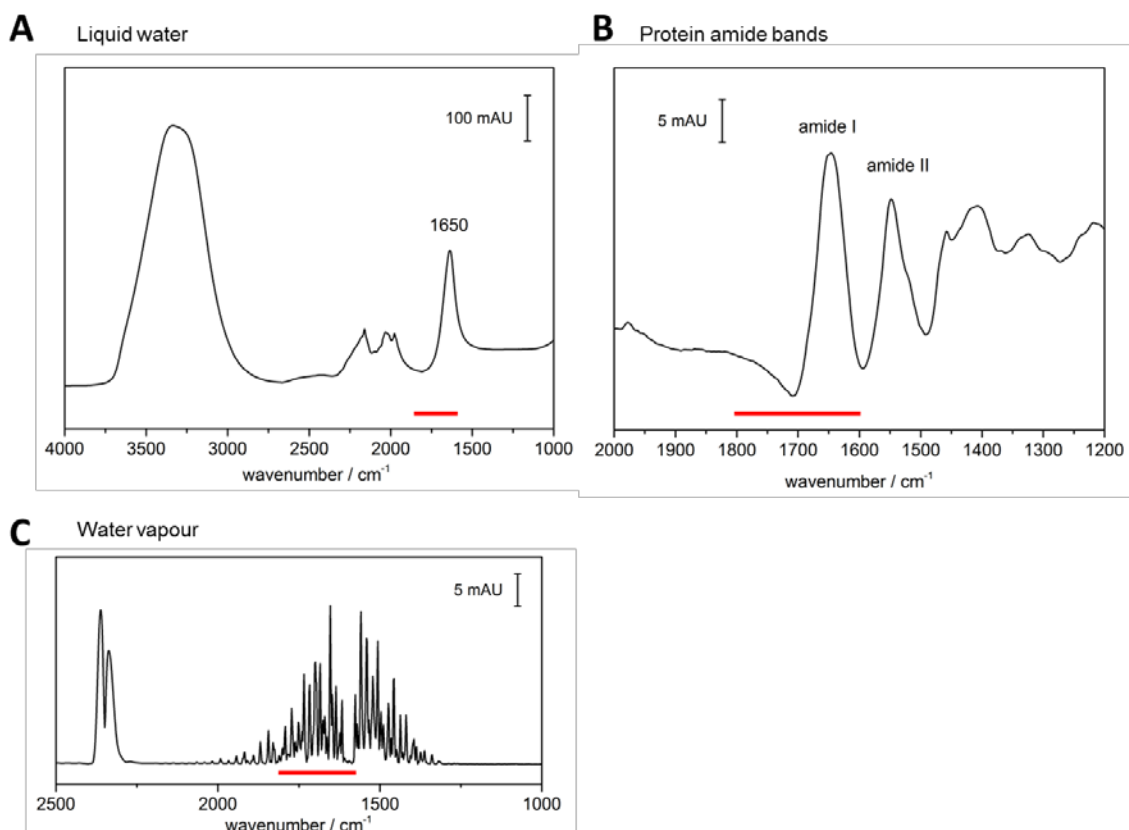 A Liquid water
100 mAU
1650
4000 3500 3000 2500 2000 1500 1000
wavenumber / cm⁻¹
B Protein amide bands
5 mAU
amide I
amide II
2000 1900 1800 1700 1600 1500 1400 1300 1200
wavenumber / cm⁻¹
C Water vapour
5 mAU
2500 2000 1500 1000
wavenumber / cm⁻¹